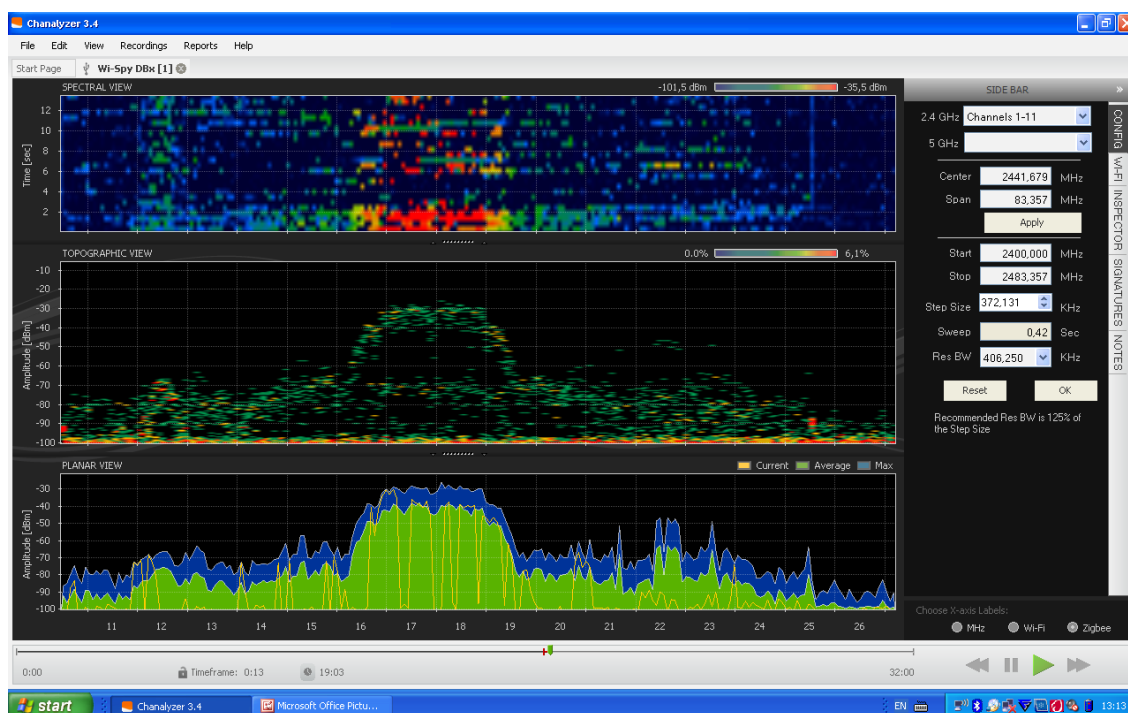 Chanalyzer 3.4
File Edit View Recordings Reports Help
Start Page Wi-Spy DBx [1]
SPECTRAL VIEW -101,5 dBm -35,5 dBm
12
10
8
6
4
2
Time [sec]
TOPOGRAPHIC VIEW 0.0% 6,1%
-10
-20
-30
-40
-50
-60
-70
-80
-90
-100
Amplitude [dBm]
PLANAR VIEW Current Average Max
-30
-40
-50
-60
-70
-80
-90
-100
Amplitude [dBm]
11 12 13 14 15 16 17 18 19 20 21 22 23 24 25 26
SIDE BAR »
2.4 GHz Channels 1-11
5 GHz
Center 2441,679 MHz
Span 83,357 MHz
Apply
Start 2400,000 MHz
Stop 2483,357 MHz
Step Size 372,131 KHz
Sweep 0,42 Sec
Res BW 406,250 KHz
Reset OK
Recommended Res BW is 125% of
the Step Size
CONFIG
WI-FI
INSPECTOR
SIGNATURES
NOTES
Choose X-axis Labels:
MHz Wi-Fi Zigbee
0:00 Timeframe: 0:13 19:03 32:00
start Chanalyzer 3.4 Microsoft Office Pictu... EN 13:13